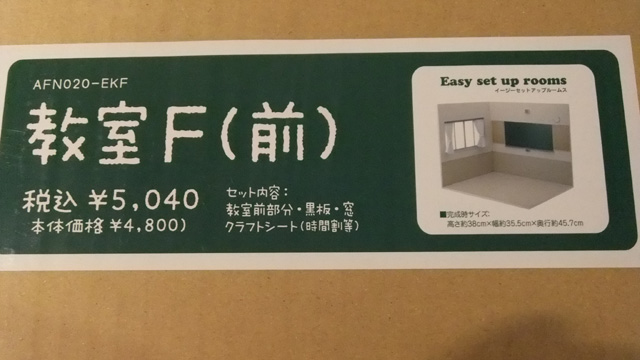 AFN020-EKF
教室F(前)
税込 ¥5,040
本体価格 ¥4,800)
セット内容：
教室前部分・黒板・窓
クラフトシート(時間割等)
Easy set up rooms
イージーセットアップルームス
■完成時サイズ:
高さ約38cm×幅約35.5cm×奥行約45.7cm